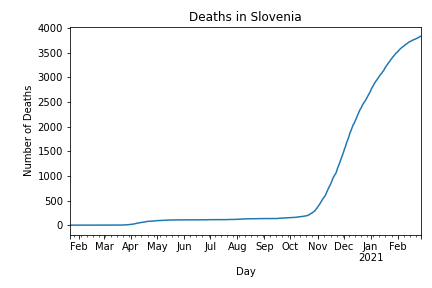 Deaths in Slovenia
4000
3500
3000
2500
2000
1500
1000
500
0
Number of Deaths
Feb Mar Apr May Jun Jul Aug Sep Oct Nov Dec Jan Feb
2021
Day